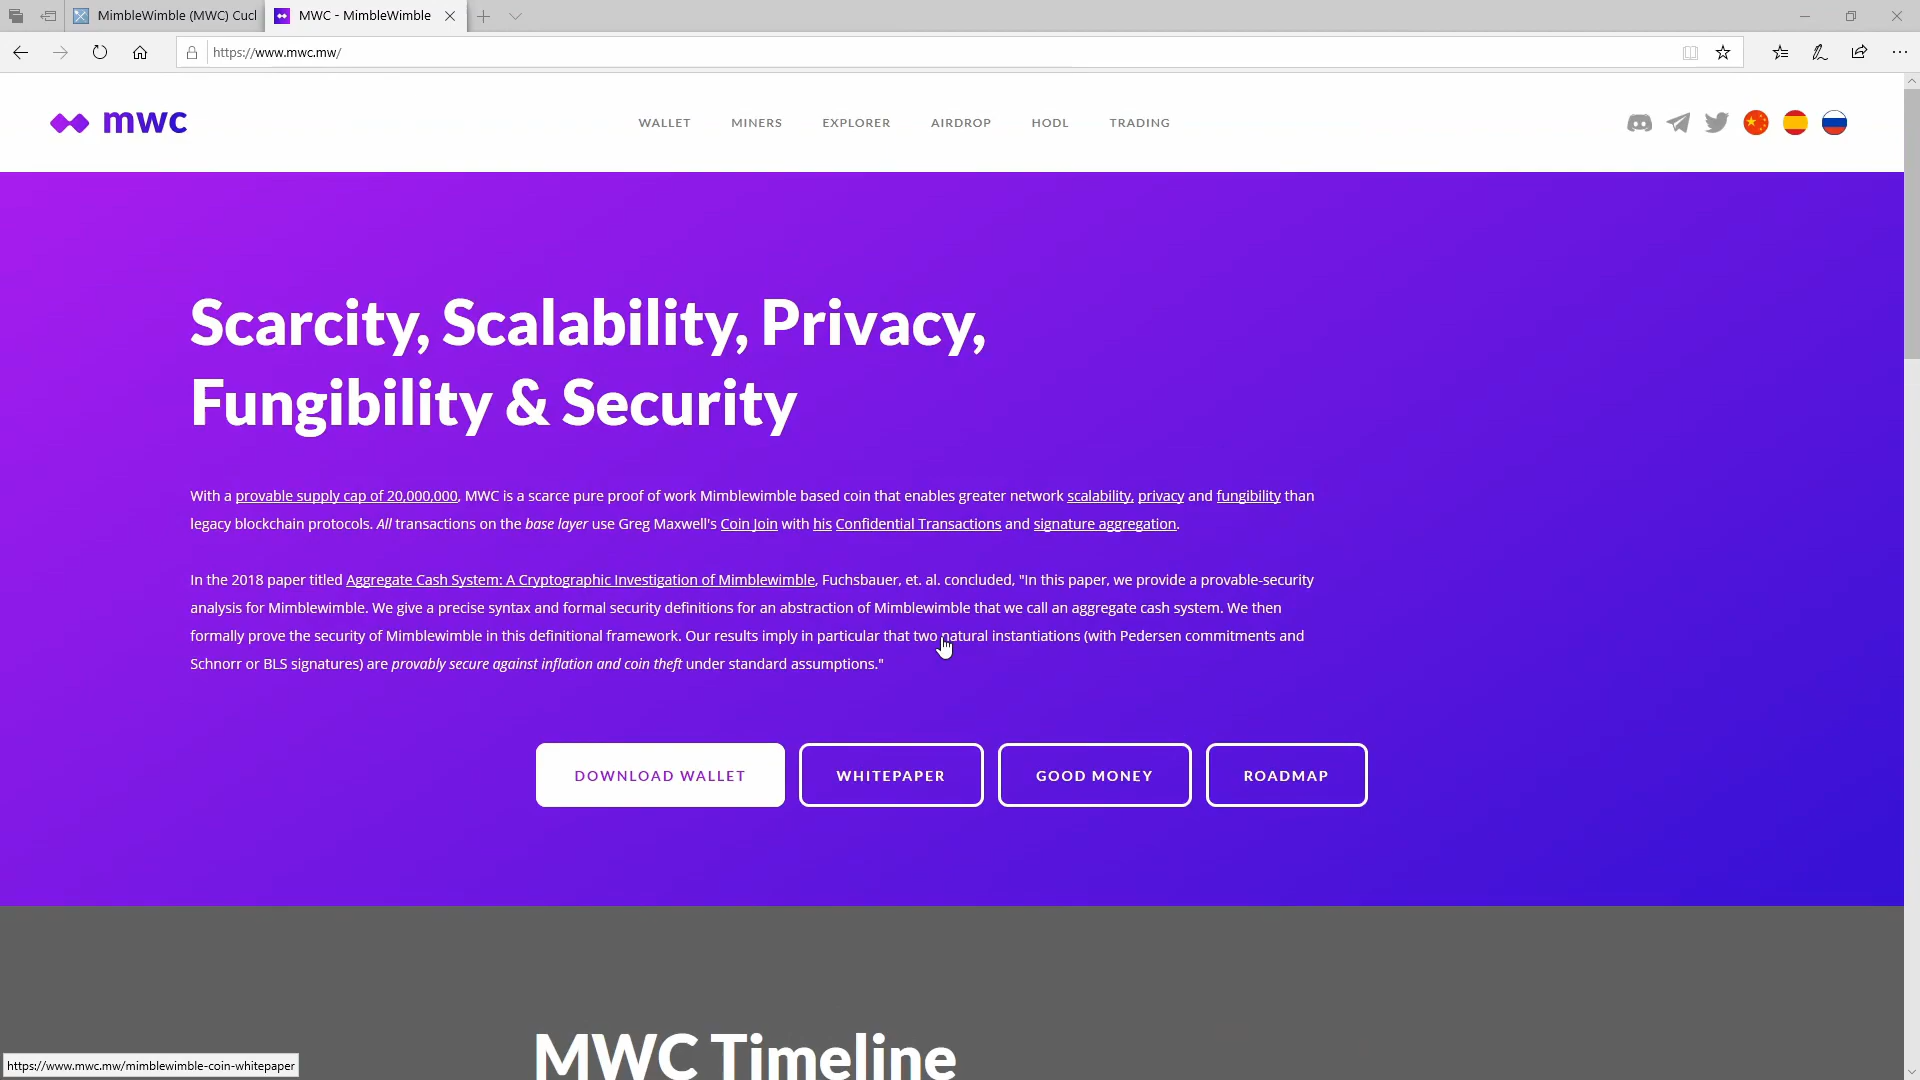 MimbleWimble (MWC) Cucl
MWC - MimbleWimble
https://www.mwc.mw/
mwc
WALLET
MINERS
EXPLORER
AIRDROP
HODL
TRADING
Scarcity, Scalability, Privacy,
Fungibility & Security
With a provable supply cap of 20,000,000, MWC is a scarce pure proof of work Mimblewimble based coin that enables greater network scalability, privacy and fungibility than
legacy blockchain protocols. All transactions on the base layer use Greg Maxwell's Coin Join with his Confidential Transactions and signature aggregation.
In the 2018 paper titled Aggregate Cash System: A Cryptographic Investigation of Mimblewimble, Fuchsbauer, et. al. concluded, "In this paper, we provide a provable-security
analysis for Mimblewimble. We give a precise syntax and formal security definitions for an abstraction of Mimblewimble that we call an aggregate cash system. We then
formally prove the security of Mimblewimble in this definitional framework. Our results imply in particular that two natural instantiations (with Pedersen commitments and
Schnorr or BLS signatures) are provably secure against inflation and coin theft under standard assumptions."
DOWNLOAD WALLET
WHITEPAPER
GOOD MONEY
ROADMAP
MWC Timeline
https://www.mwc.mw/mimblewimble-coin-whitepaper